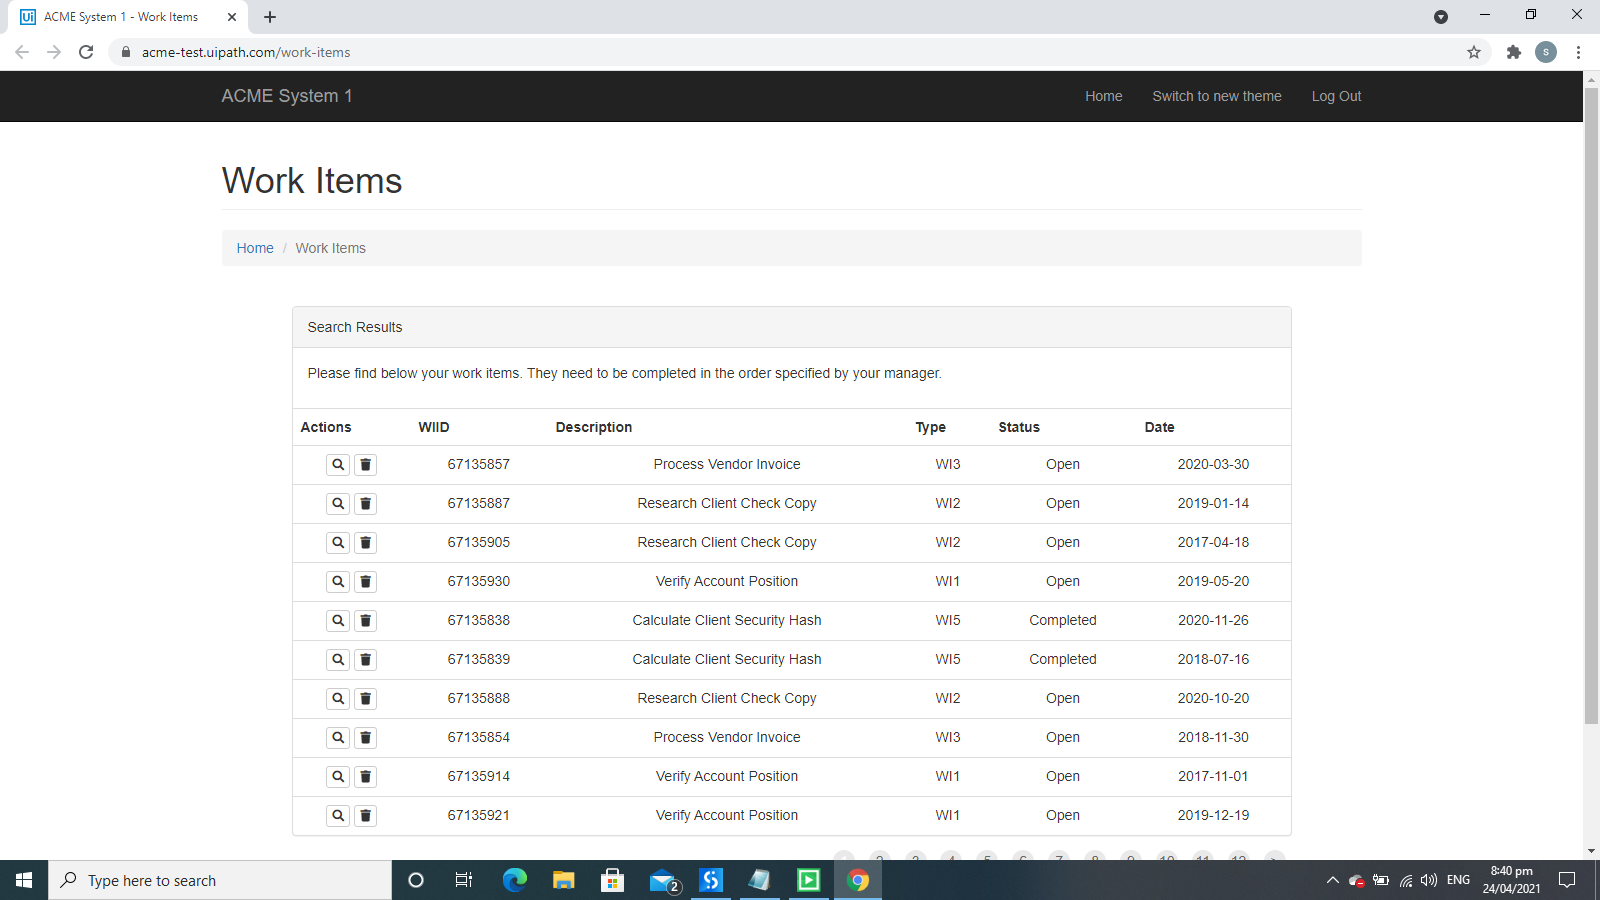 Ui ACME System 1 - Work Items
acme-test.uipath.com/work-items
S
ACME System 1 Home Switch to new theme Log Out
Work Items
Home / Work Items
Search Results
Please find below your work items. They need to be completed in the order specified by your manager.
Actions WIID Description Type Status Date
67135857 Process Vendor Invoice WI3 Open 2020-03-30
67135887 Research Client Check Copy WI2 Open 2019-01-14
67135905 Research Client Check Copy WI2 Open 2017-04-18
67135930 Verify Account Position WI1 Open 2019-05-20
67135838 Calculate Client Security Hash WI5 Completed 2020-11-26
67135839 Calculate Client Security Hash WI5 Completed 2018-07-16
67135888 Research Client Check Copy WI2 Open 2020-10-20
67135854 Process Vendor Invoice WI3 Open 2018-11-30
67135914 Verify Account Position WI1 Open 2017-11-01
67135921 Verify Account Position WI1 Open 2019-12-19
Type here to search 2 ENG 8:40 pm
24/04/2021